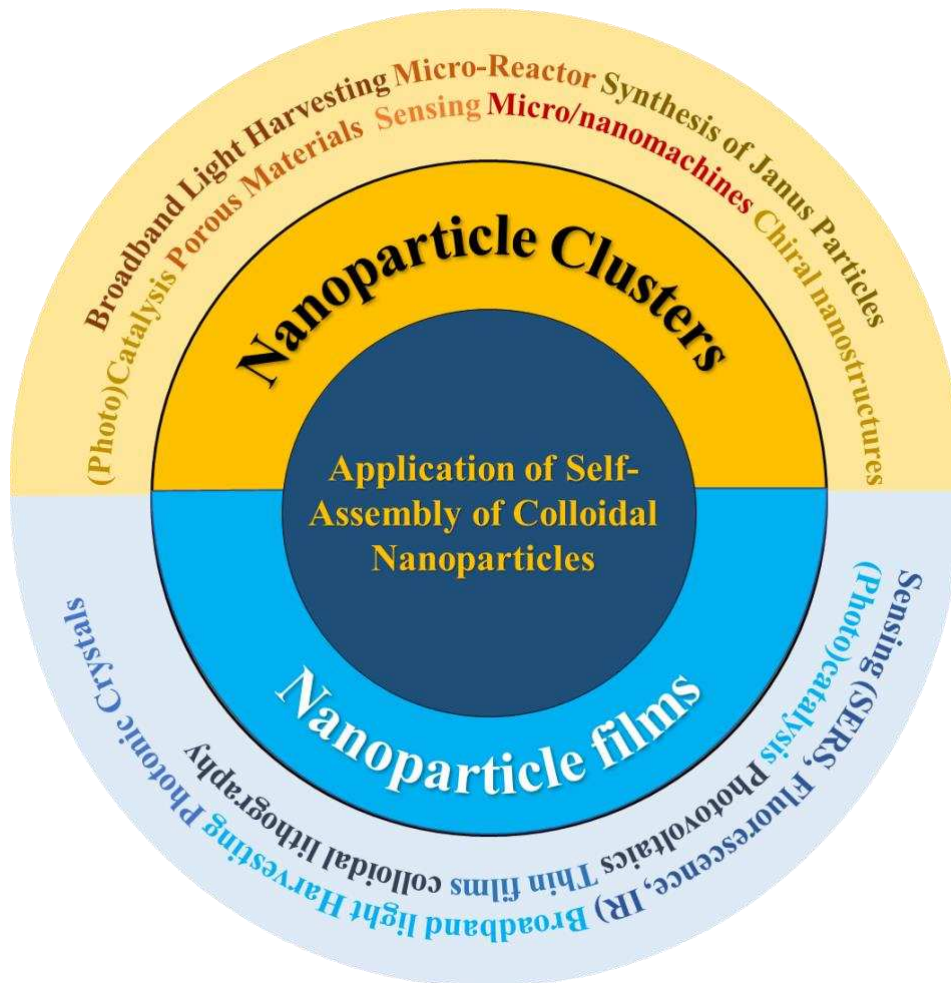 Broadband Light Harvesting Micro-Reactor Synthesis of Janus Particles
(Photo)Catalysis Porous Materials Sensing Micro/nanomachines Chiral nanostructures
Nanoparticle Clusters
Application of Self-
Assembly of Colloidal
Nanoparticles
Nanoparticle films
(Photo)catalysis Photovoltaics Thin films colloidal lithography
Sensing (SERS, Fluorescence, IR) Broadband light Harvesting Photonic Crystals